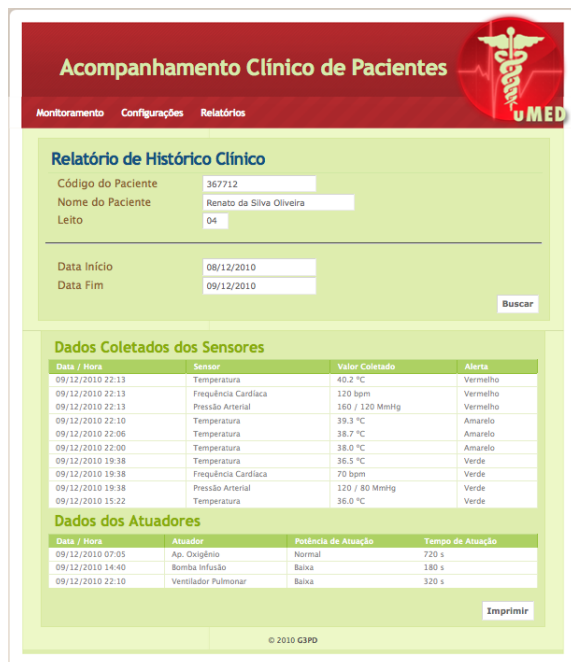 Acompanhamento Clínico de Pacientes
uMED
Monitoramento Configurações Relatórios
Relatório de Histórico Clínico
Código do Paciente 367712
Nome do Paciente Renato da Silva Oliveira
Leito 04
Data Início 08/12/2010
Data Fim 09/12/2010
Buscar
Dados Coletados dos Sensores
Data / Hora Sensor Valor Coletado Alerta
09/12/2010 22:13 Temperatura 40.2 ºC Vermelho
09/12/2010 22:13 Frequência Cardíaca 120 bpm Vermelho
09/12/2010 22:13 Pressão Arterial 160 / 120 MmHg Vermelho
09/12/2010 22:10 Temperatura 39.3 ºC Amarelo
09/12/2010 22:06 Temperatura 38.7 ºC Amarelo
09/12/2010 22:00 Temperatura 38.0 ºC Amarelo
09/12/2010 19:38 Temperatura 36.5 ºC Verde
09/12/2010 19:38 Frequência Cardíaca 70 bpm Verde
09/12/2010 19:38 Pressão Arterial 120 / 80 MmHg Verde
09/12/2010 15:22 Temperatura 36.0 ºC Verde
Dados dos Atuadores
Data / Hora Atuador Potência de Atuação Tempo de Atuação
09/12/2010 07:05 Ap. Oxigênio Normal 720 s
09/12/2010 14:40 Bomba Infusão Baixa 180 s
09/12/2010 22:10 Ventilador Pulmonar Baixa 320 s
Imprimir
© 2010 G3PD